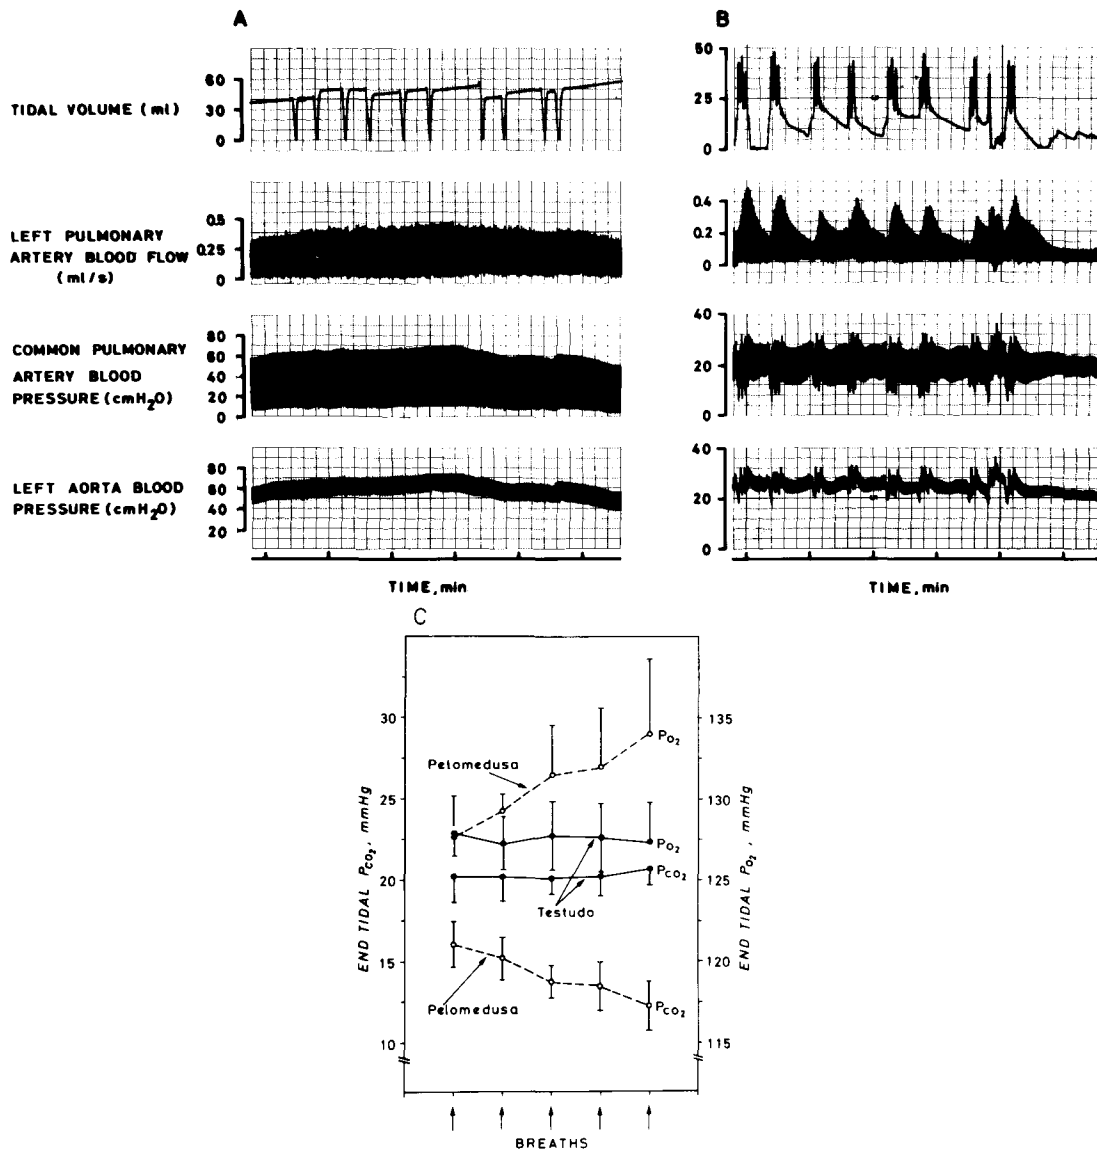 A
B
TIDAL VOLUME (ml)
60
30
0
50
25
0
LEFT PULMONARY
ARTERY BLOOD FLOW
(ml/s)
0.5
0.25
0
0.4
0.2
0
COMMON PULMONARY
ARTERY BLOOD
PRESSURE (cmH2O)
80
60
40
20
0
40
20
0
LEFT AORTA BLOOD
PRESSURE (cmH2O)
80
60
40
20
40
20
0
TIME, min
TIME, min
C
END TIDAL PCO2, mmHg
30
25
20
15
10
END TIDAL PO2, mmHg
135
130
125
120
115
Pelomedusa
PO2
PO2
PCO2
Testudo
Pelomedusa
PCO2
BREATHS